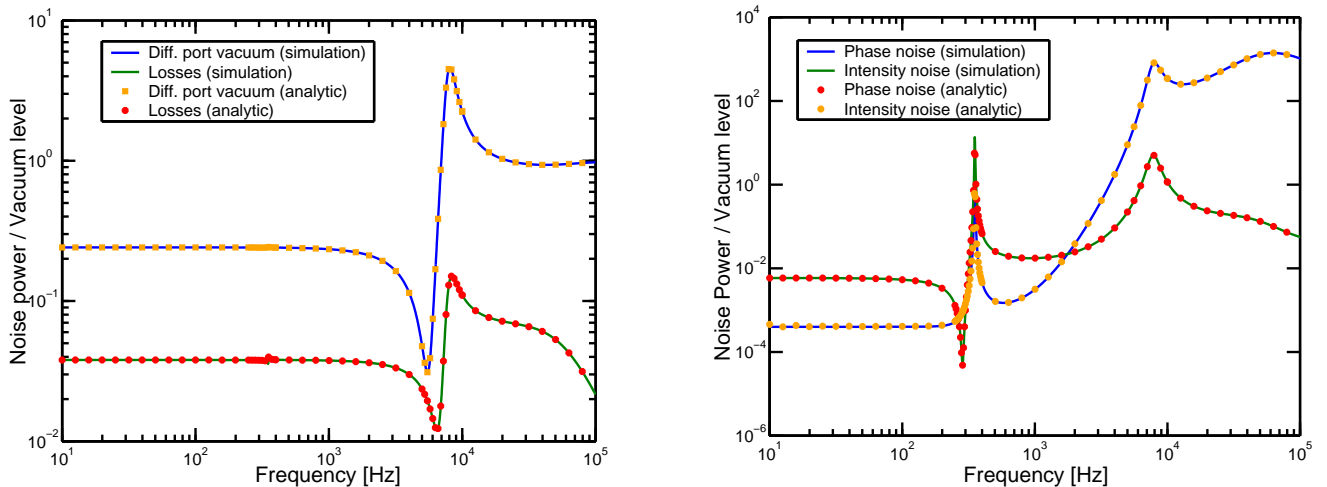 10^1
10^0
10^-1
10^-2
Noise power / Vacuum level
Diff. port vacuum (simulation)
Losses (simulation)
Diff. port vacuum (analytic)
Losses (analytic)
10^1 10^2 10^3 10^4 10^5
Frequency [Hz]
10^4
10^2
10^0
10^-2
10^-4
10^-6
Noise Power / Vacuum level
Phase noise (simulation)
Intensity noise (simulation)
Phase noise (analytic)
Intensity noise (analytic)
10^1 10^2 10^3 10^4 10^5
Frequency [Hz]